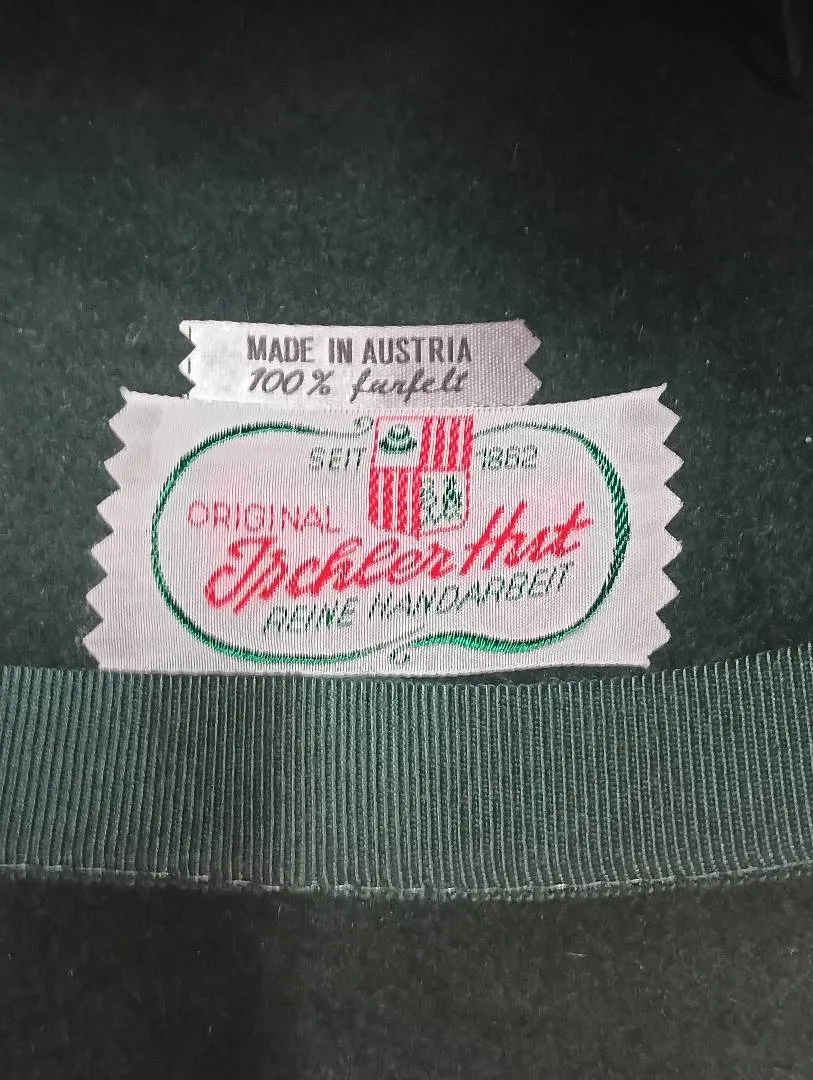 MADE IN AUSTRIA
100% furfelt
SEIT 1862
ORIGINAL
Ischler Hut
REINE HANDARBEIT